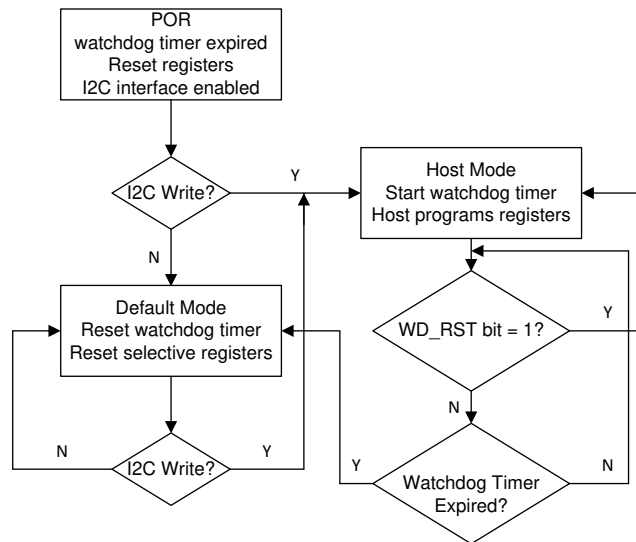 POR
watchdog timer expired
Reset registers
I2C interface enabled
I2C Write?
Y
N
Host Mode
Start watchdog timer
Host programs registers
Default Mode
Reset watchdog timer
Reset selective registers
WD_RST bit = 1?
Y
N
I2C Write?
N
Y
Y
Watchdog Timer
Expired?
N